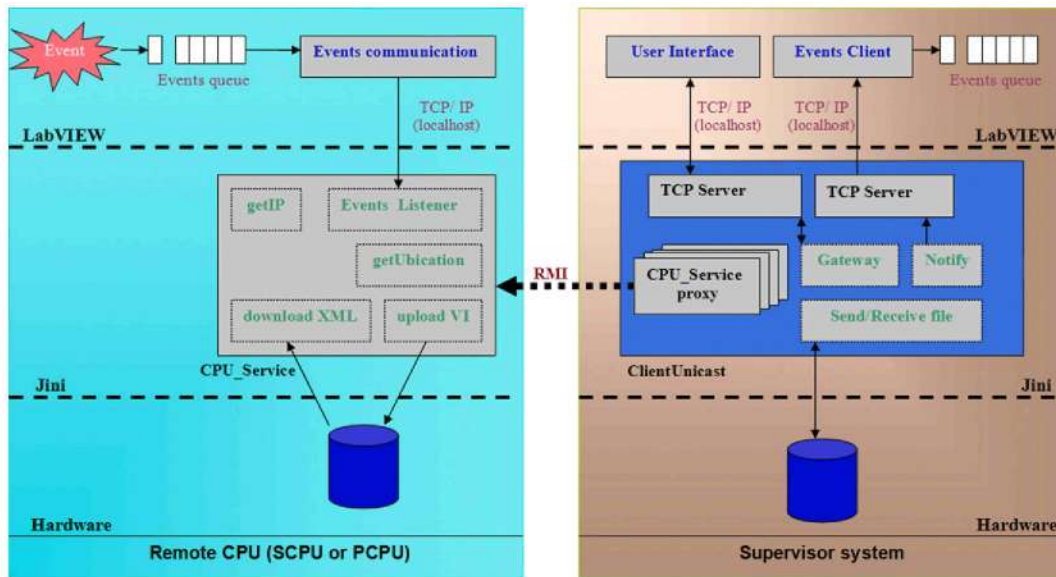 Event
Events queue
Events communication
TCP/ IP
(localhost)
LabVIEW
getIP
Events Listener
getUbication
download XML
upload VI
CPU_Service
Jini
Hardware
Remote CPU (SCPU or PCPU)
RMI
User Interface
Events Client
Events queue
TCP/ IP
(localhost)
TCP/ IP
(localhost)
LabVIEW
TCP Server
TCP Server
CPU_Service
proxy
Gateway
Notify
Send/Receive file
ClientUnicast
Jini
Hardware
Supervisor system